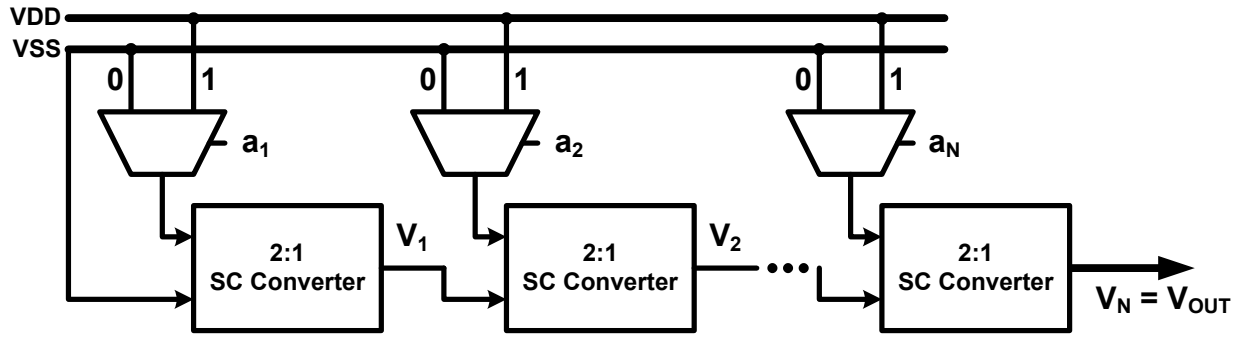 VDD
VSS
0 1 0 1 0 1
a1 a2 aN
V1 V2
2:1 2:1 2:1
SC Converter SC Converter SC Converter
VN = VOUT